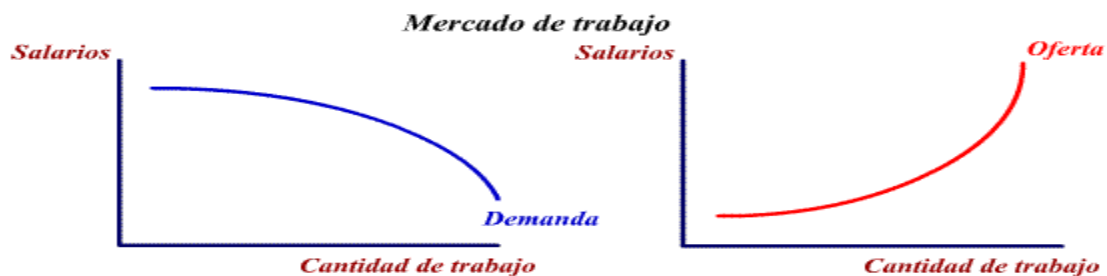 Mercado de trabajo
Salarios
Demanda
Cantidad de trabajo
Salarios
Oferta
Cantidad de trabajo